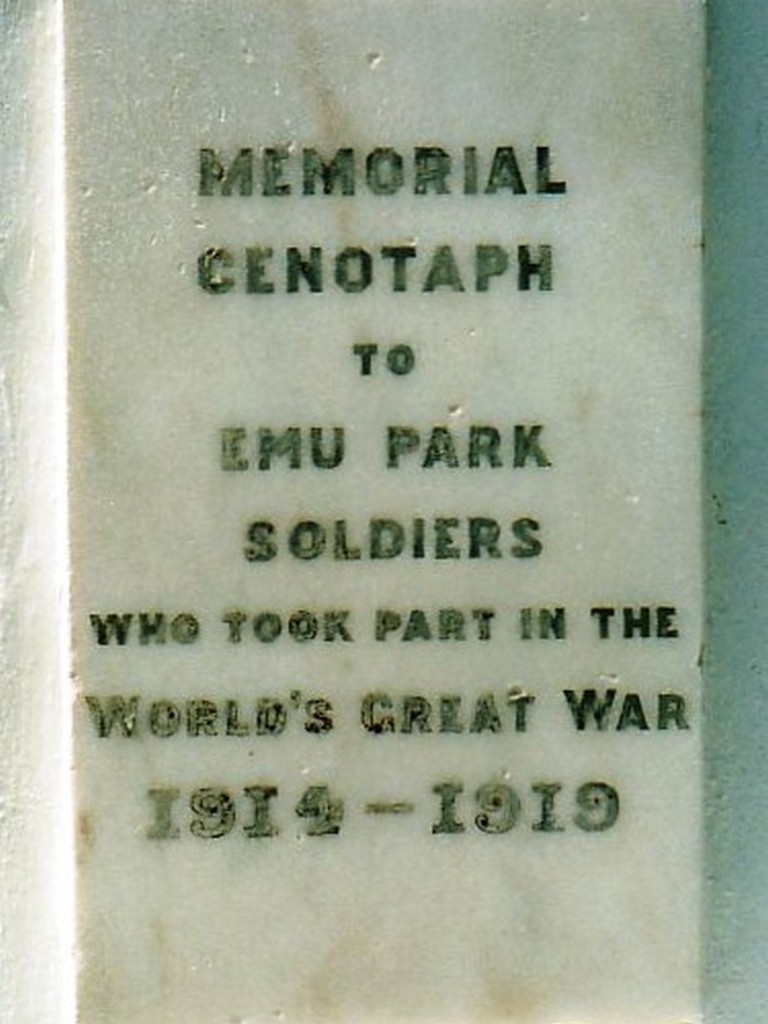 MEMORIAL
CENOTAPH
TO
EMU PARK
SOLDIERS
WHO TOOK PART IN THE
WORLD'S GREAT WAR
1914 - 1919